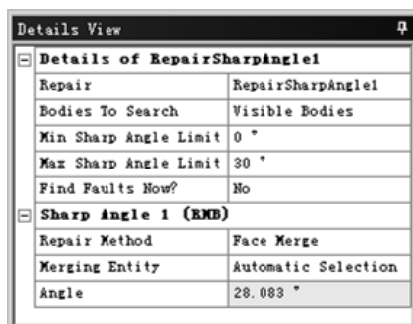 Details View
Details of RepairSharpAngle1
Repair RepairSharpAngle1
Bodies To Search Visible Bodies
Min Sharp Angle Limit 0 °
Max Sharp Angle Limit 30 °
Find Faults Now? No
Sharp Angle 1 (RMB)
Repair Method Face Merge
Merging Entity Automatic Selection
Angle 28.083 °